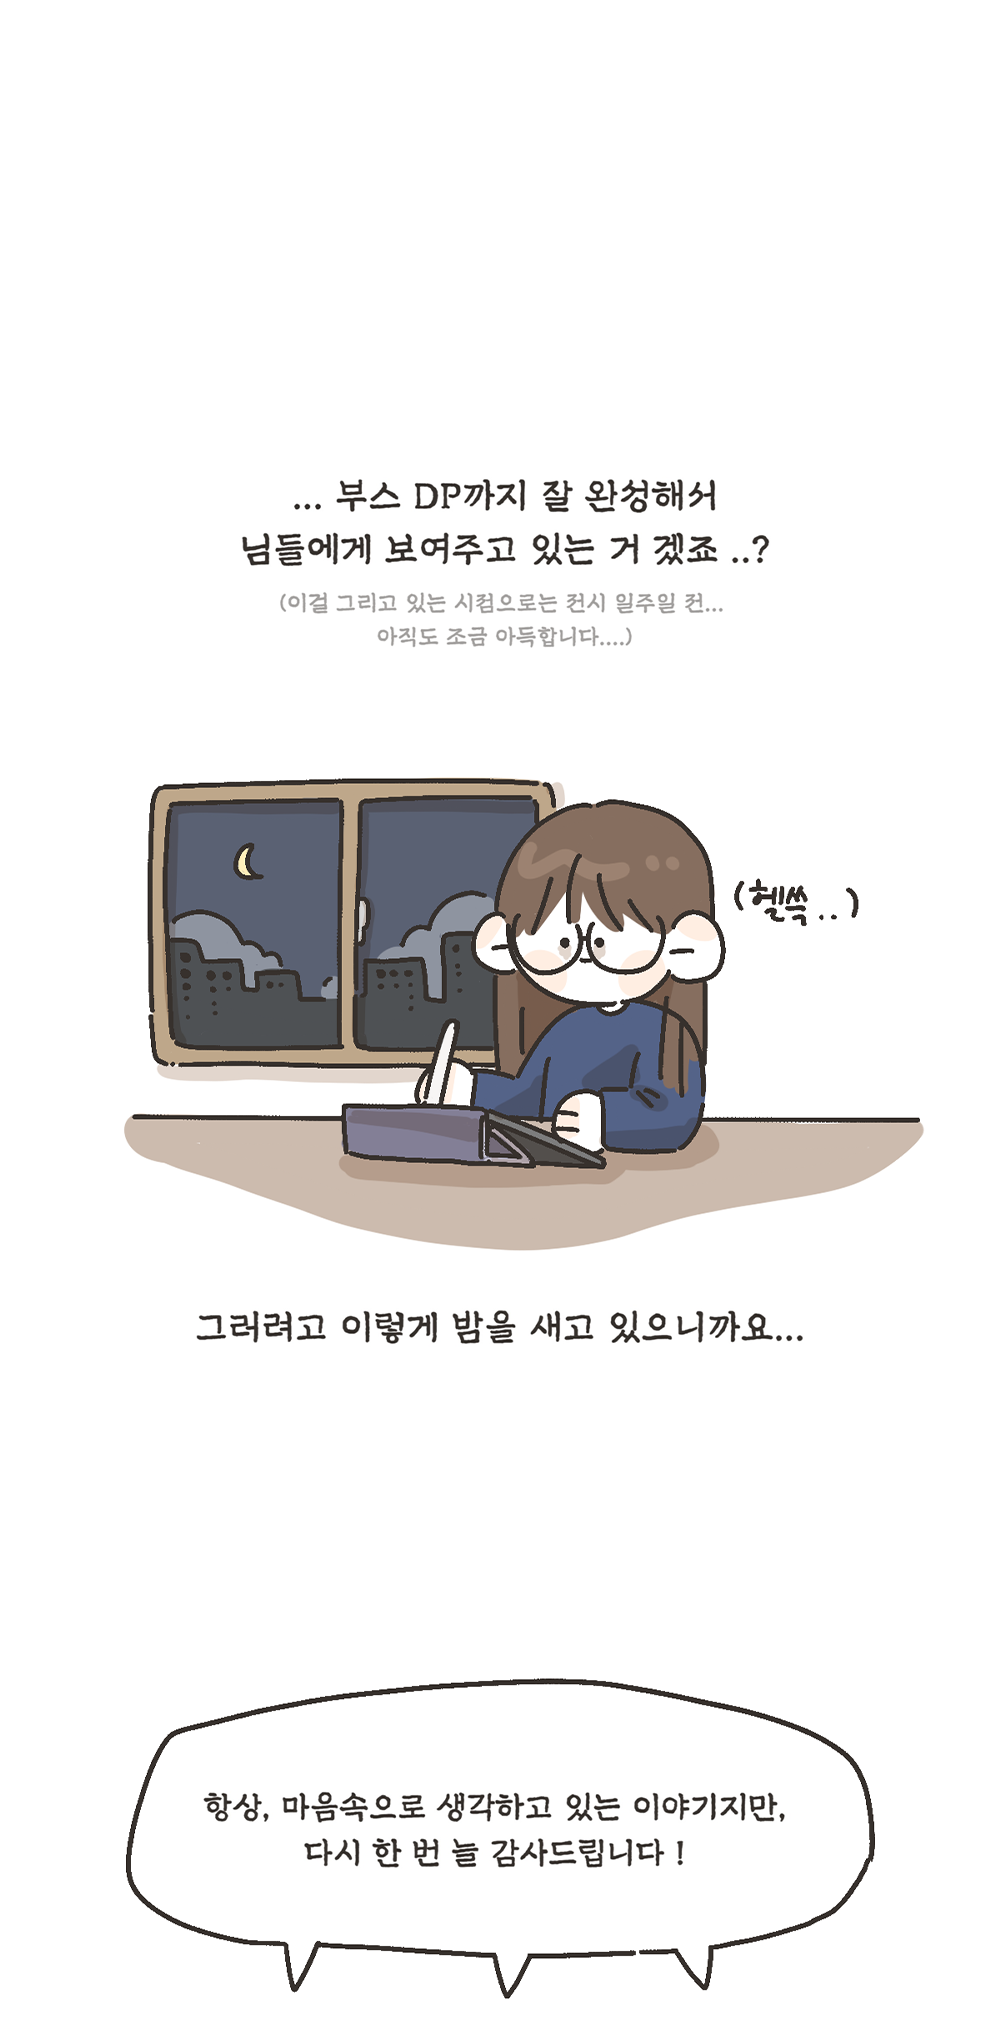 ... 부스 DP까지 잘 완성해서
님들에게 보여주고 있는 거 겠죠 ..?
(이걸 그리고 있는 시점으로는 전시 일주일 전...
아직도 조금 아득합니다....)
(헬쓱..)
그러려고 이렇게 밤을 새고 있으니까요...
항상, 마음속으로 생각하고 있는 이야기지만,
다시 한 번 늘 감사드립니다 !